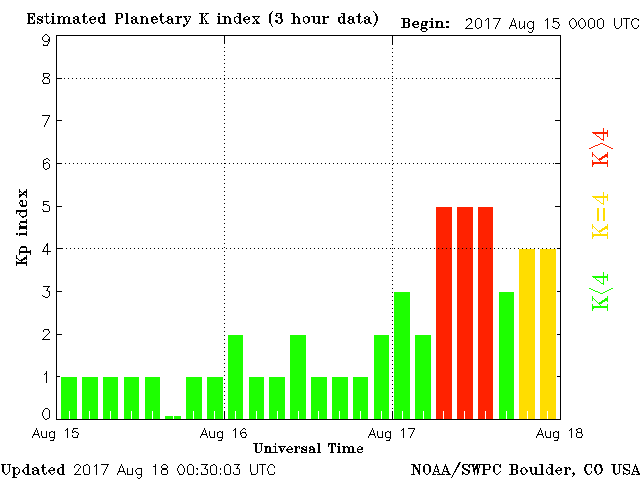 Estimated Planetary K index (3 hour data) Begin: 2017 Aug 15 0000 UTC
9
8
7
6
5
4
3
2
1
0
Kp index
K>4
K=4
K<4
Aug 15 Aug 16 Aug 17 Aug 18
Universal Time
Updated 2017 Aug 18 00:30:03 UTC NOAA/SWPC Boulder, CO USA